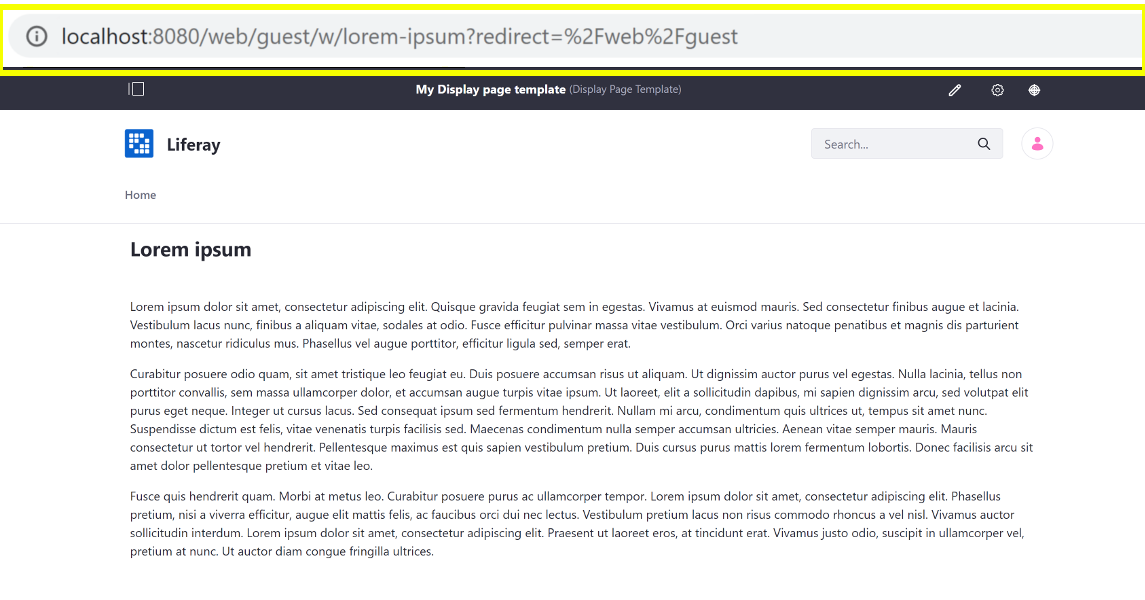 localhost:8080/web/guest/w/lorem-ipsum?redirect=%2Fweb%2Fguest
My Display page template (Display Page Template)
Liferay
Search...
Home
Lorem ipsum
Lorem ipsum dolor sit amet, consectetur adipiscing elit. Quisque gravida feugiat sem in egestas. Vivamus at euismod mauris. Sed consectetur finibus augue et lacinia.
Vestibulum lacus nunc, finibus a aliquam vitae, sodales at odio. Fusce efficitur pulvinar massa vitae vestibulum. Orci varius natoque penatibus et magnis dis parturient
montes, nascetur ridiculus mus. Phasellus vel augue porttitor, efficitur ligula sed, semper erat.
Curabitur posuere odio quam, sit amet tristique leo feugiat eu. Duis posuere accumsan risus ut aliquam. Ut dignissim auctor purus vel egestas. Nulla lacinia, tellus non
porttitor convallis, sem massa ullamcorper dolor, et accumsan augue turpis vitae ipsum. Ut laoreet, elit a sollicitudin dapibus, mi sapien dignissim arcu, sed volutpat elit
purus eget neque. Integer ut cursus lacus. Sed consequat ipsum sed fermentum hendrerit. Nullam mi arcu, condimentum quis ultrices ut, tempus sit amet nunc.
Suspendisse dictum est felis, vitae venenatis turpis facilisis sed. Maecenas condimentum nulla semper accumsan ultricies. Aenean vitae semper mauris. Mauris
consectetur ut tortor vel hendrerit. Pellentesque maximus est quis sapien vestibulum pretium. Duis cursus purus mattis lorem fermentum lobortis. Donec facilisis arcu sit
amet dolor pellentesque pretium et vitae leo.
Fusce quis hendrerit quam. Morbi at metus leo. Curabitur posuere purus ac ullamcorper tempor. Lorem ipsum dolor sit amet, consectetur adipiscing elit. Phasellus
pretium, nisi a viverra efficitur, augue elit mattis felis, ac faucibus orci dui nec lectus. Vestibulum pretium lacus non risus commodo rhoncus a vel nisl. Vivamus auctor
sollicitudin interdum. Lorem ipsum dolor sit amet, consectetur adipiscing elit. Praesent ut laoreet eros, at tincidunt erat. Vivamus justo odio, suscipit in ullamcorper vel,
pretium at nunc. Ut auctor diam congue fringilla ultrices.